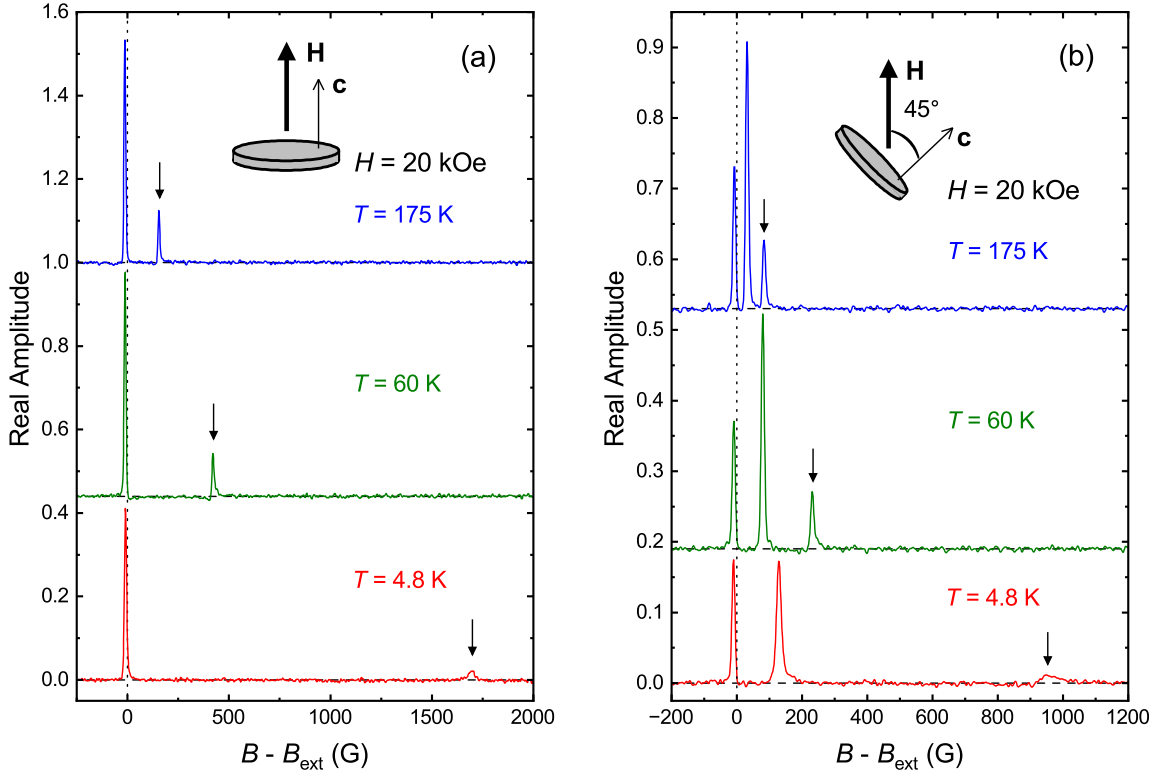 (a)
H
c
H = 20 kOe
T = 175 K
T = 60 K
T = 4.8 K
1.6
1.4
1.2
1.0
0.8
0.6
0.4
0.2
0.0
Real Amplitude
0
500
1000
1500
2000
B - Bext (G)
(b)
H
45°
c
H = 20 kOe
T = 175 K
T = 60 K
T = 4.8 K
0.9
0.8
0.7
0.6
0.5
0.3
0.2
0.1
0.0
Real Amplitude
−200
0
200
400
600
800
1000
1200
B - Bext (G)